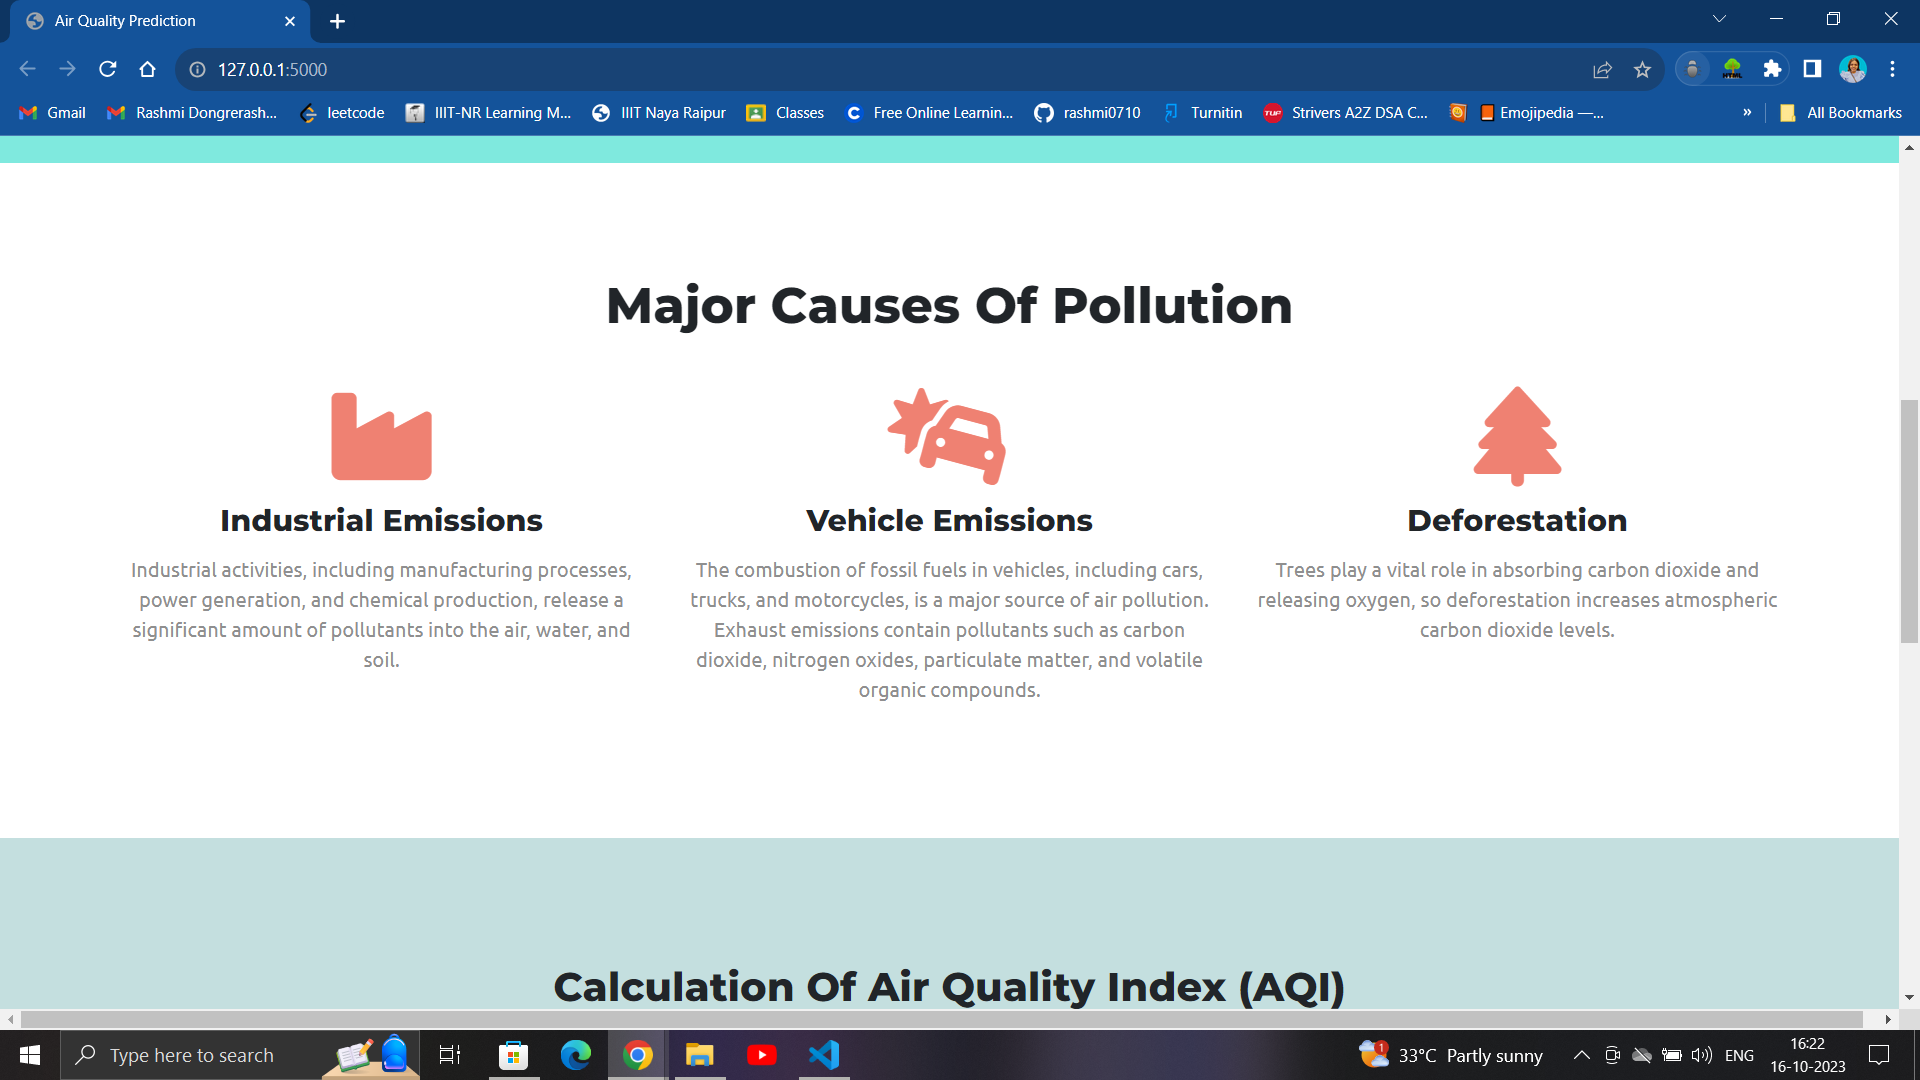 Air Quality Prediction
127.0.0.1:5000
Gmail
Rashmi Dongrerash...
leetcode
IIIT-NR Learning M...
IIIT Naya Raipur
Classes
Free Online Learnin...
rashmi0710
Turnitin
TUF
Strivers A2Z DSA C...
Emojipedia —...
»
All Bookmarks
Major Causes Of Pollution
Industrial Emissions
Industrial activities, including manufacturing processes,
power generation, and chemical production, release a
significant amount of pollutants into the air, water, and
soil.
Vehicle Emissions
The combustion of fossil fuels in vehicles, including cars,
trucks, and motorcycles, is a major source of air pollution.
Exhaust emissions contain pollutants such as carbon
dioxide, nitrogen oxides, particulate matter, and volatile
organic compounds.
Deforestation
Trees play a vital role in absorbing carbon dioxide and
releasing oxygen, so deforestation increases atmospheric
carbon dioxide levels.
Calculation Of Air Quality Index (AQI)
Type here to search
1
33°C Partly sunny
ENG
16:22
16-10-2023